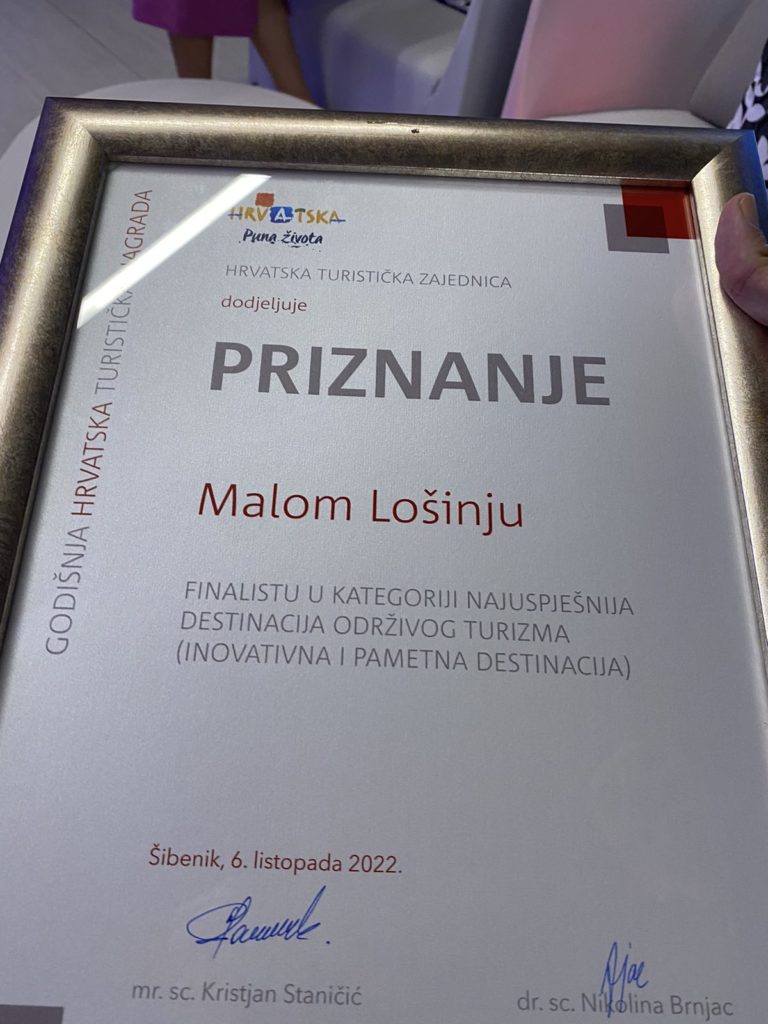 HRVATSKA
Puna života
HRVATSKA TURISTIČKA ZAJEDNICA
dodjeljuje
PRIZNANJE
Malom Lošinju
FINALISTU U KATEGORIJI NAJUSPJEŠNIJA
DESTINACIJA ODRŽIVOG TURIZMA
(INOVATIVNA I PAMETNA DESTINACIJA)
GODIŠNJA HRVATSKA TURISTIČKA NAGRADA
Šibenik, 6. listopada 2022.
mr. sc. Kristjan Staničić
dr. sc. Nikolina Brnjac